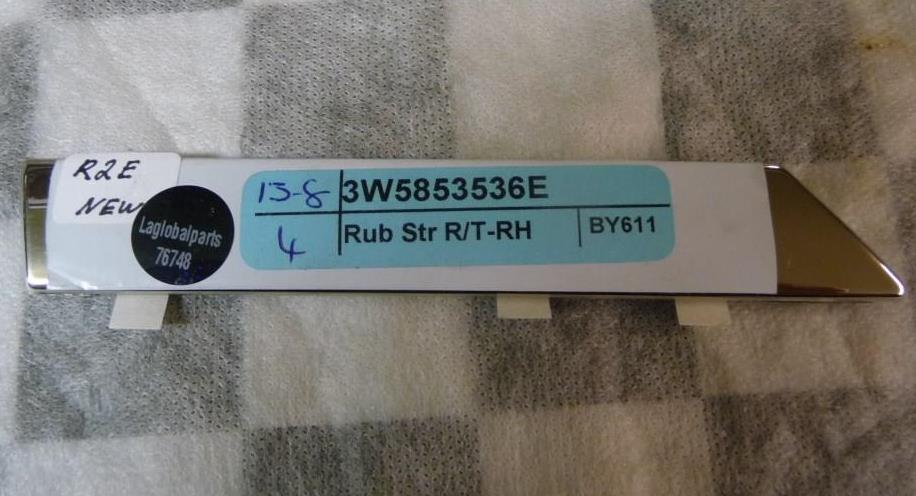 R2E
NEW
Laglobalparts
76748
13-8
4
3W5853536E
Rub Str R/T-RH
BY611